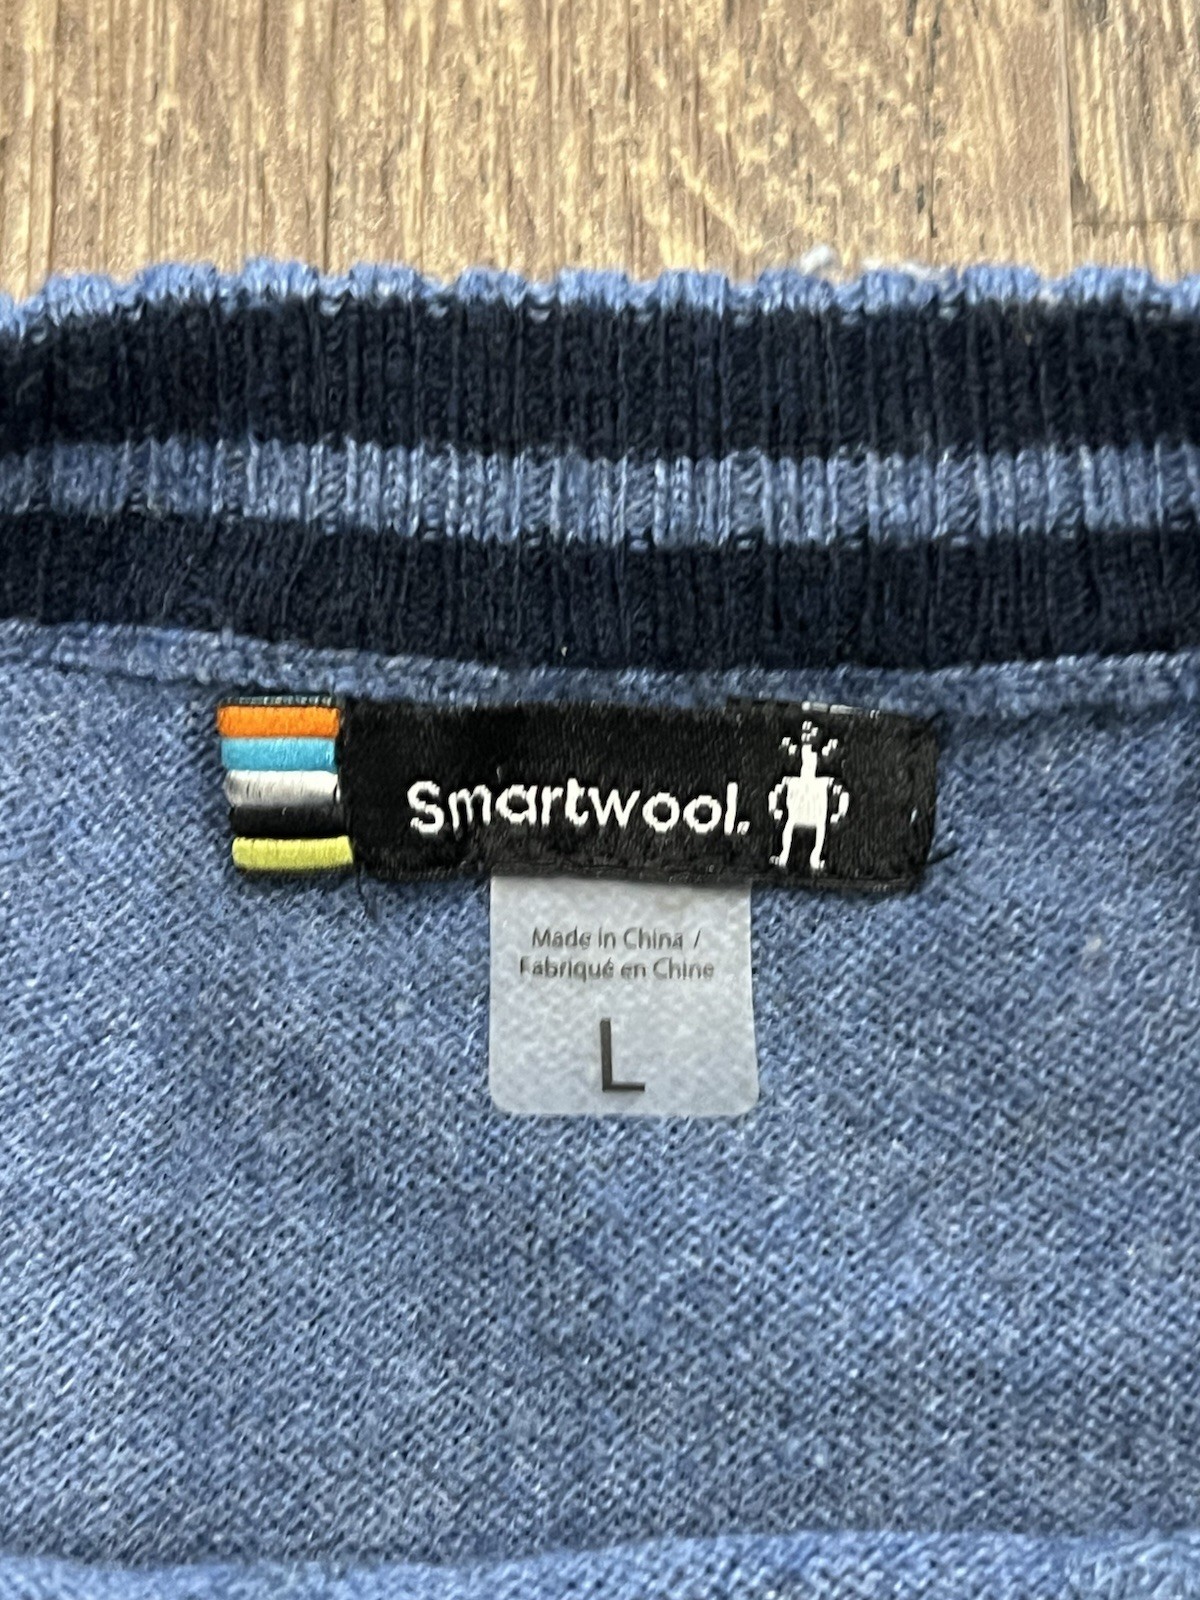 Smartwool.
Made in China /
Fabriqué en Chine
L